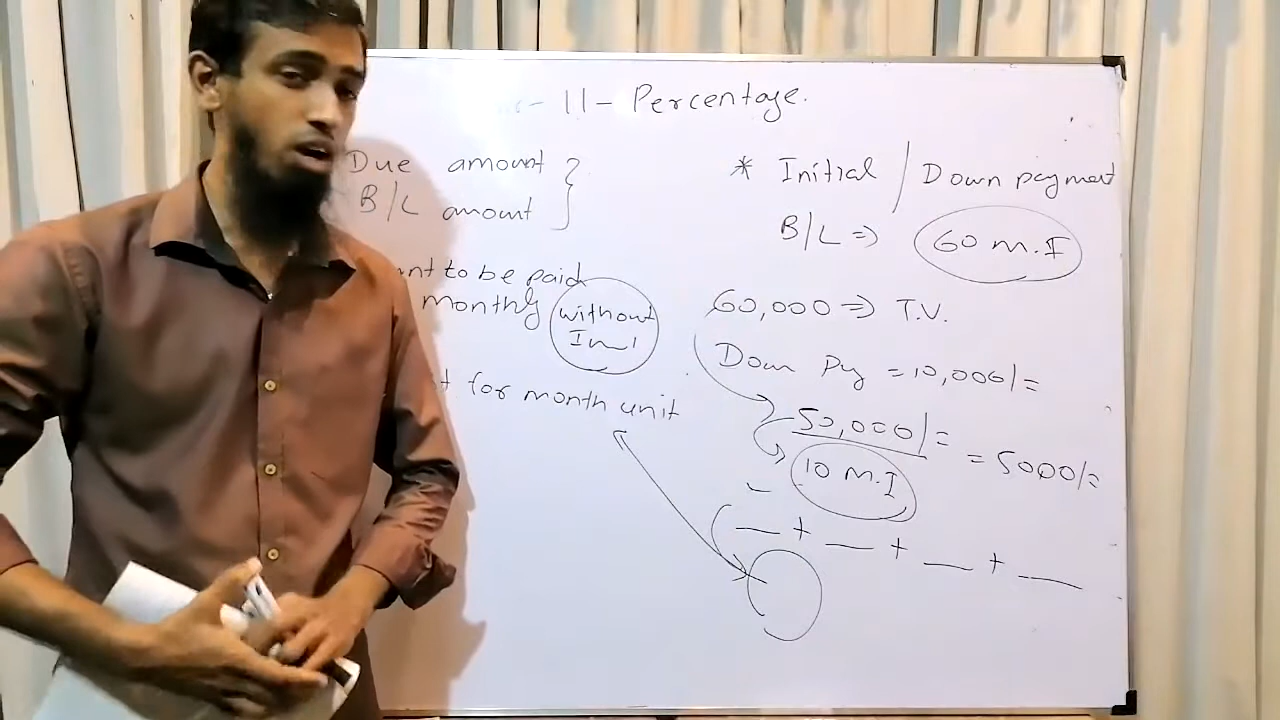 - 11 - Percentage.
Due amount
B/L amount
nt to be paid
monthly without
t for month unit
* Initial / Down payment
B/L => 60 M.I
60,000 => T.V.
Down Py = 10,000/=
50,000/=
10 M.I = 5000/=
— + — + — + —